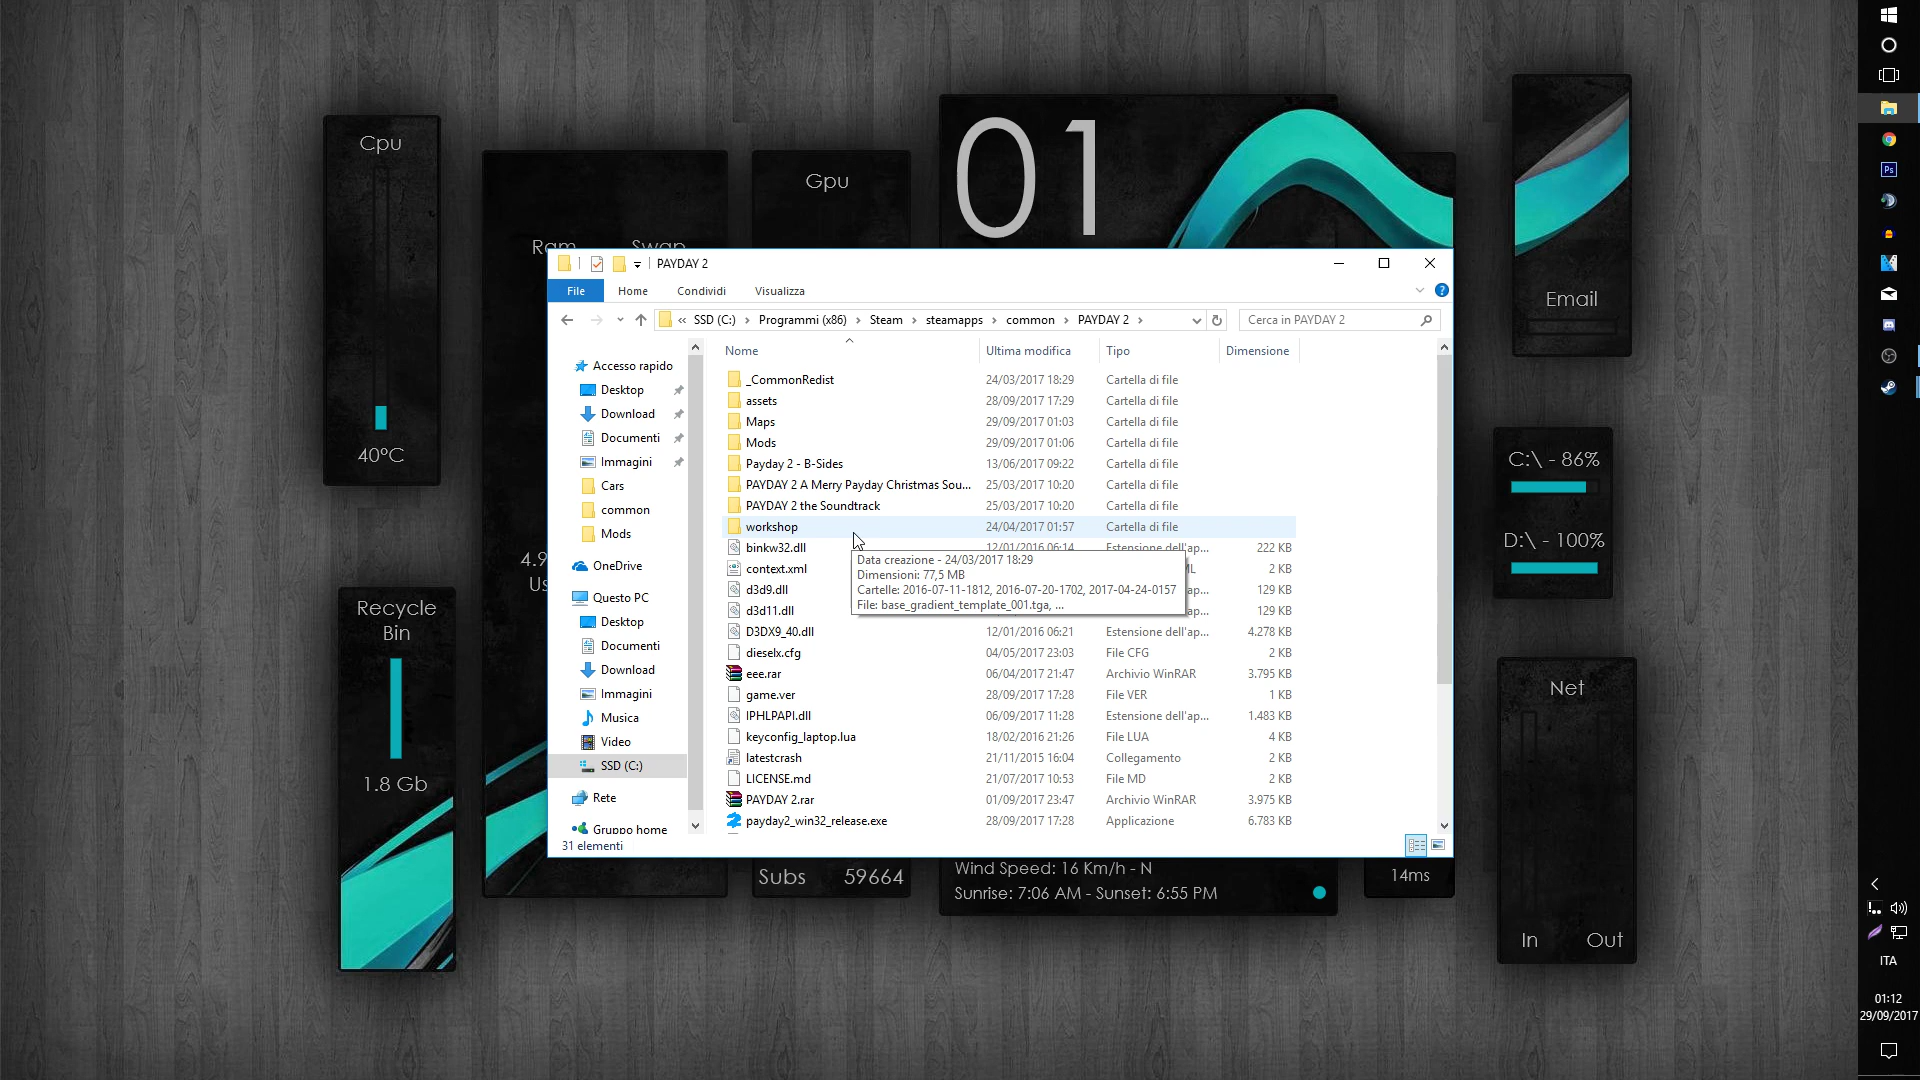 Cpu
40°C
Recycle
Bin
1.8 Gb
Ram
Swap
4.9
Us
Gpu
Subs 59664
01
Wind Speed: 16 Km/h - N
Sunrise: 7:06 AM - Sunset: 6:55 PM
14ms
Email
C:\ - 86%
D:\ - 100%
Net
In Out
PAYDAY 2
File Home Condividi Visualizza
« SSD (C:) › Programmi (x86) › Steam › steamapps › common › PAYDAY 2 ›
Cerca in PAYDAY 2
Accesso rapido
Desktop
Download
Documenti
Immagini
Cars
common
Mods
OneDrive
Questo PC
Desktop
Documenti
Download
Immagini
Musica
Video
SSD (C:)
Rete
Gruppo home
Nome Ultima modifica Tipo Dimensione
_CommonRedist 24/03/2017 18:29 Cartella di file
assets 28/09/2017 17:29 Cartella di file
Maps 29/09/2017 01:03 Cartella di file
Mods 29/09/2017 01:06 Cartella di file
Payday 2 - B-Sides 13/06/2017 09:22 Cartella di file
PAYDAY 2 A Merry Payday Christmas Sou... 25/03/2017 10:20 Cartella di file
PAYDAY 2 the Soundtrack 25/03/2017 10:20 Cartella di file
workshop 24/04/2017 01:57 Cartella di file
binkw32.dll 12/01/2016 06:14 Estensione dell'ap... 222 KB
context.xml ML 2 KB
d3d9.dll ap... 129 KB
d3d11.dll ap... 129 KB
D3DX9_40.dll 12/01/2016 06:21 Estensione dell'ap... 4.278 KB
dieselx.cfg 04/05/2017 23:03 File CFG 2 KB
eee.rar 06/04/2017 21:47 Archivio WinRAR 3.795 KB
game.ver 28/09/2017 17:28 File VER 1 KB
IPHLPAPI.dll 06/09/2017 11:28 Estensione dell'ap... 1.483 KB
keyconfig_laptop.lua 18/02/2016 21:26 File LUA 4 KB
latestcrash 21/11/2015 16:04 Collegamento 2 KB
LICENSE.md 21/07/2017 10:53 File MD 2 KB
PAYDAY 2.rar 01/09/2017 23:47 Archivio WinRAR 3.975 KB
payday2_win32_release.exe 28/09/2017 17:28 Applicazione 6.783 KB
Data creazione - 24/03/2017 18:29
Dimensioni: 77,5 MB
Cartelle: 2016-07-11-1812, 2016-07-20-1702, 2017-04-24-0157
File: base_gradient_template_001.tga, ...
31 elementi
Ps
ITA
01:12
29/09/2017